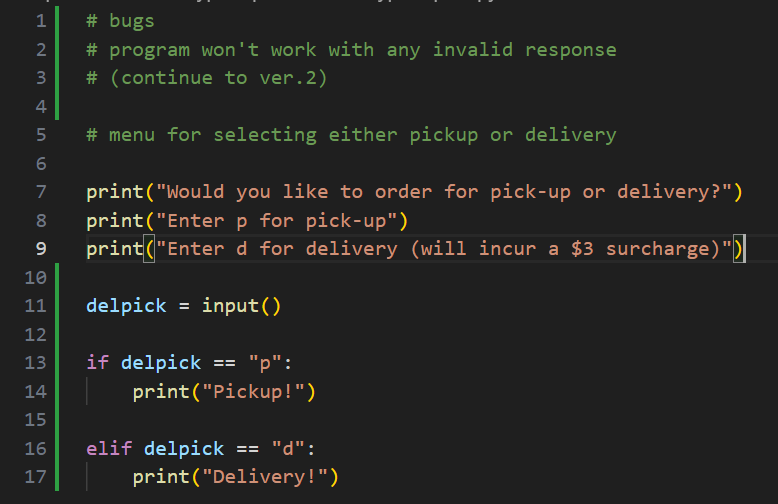 1 # bugs
2 # program won't work with any invalid response
3 # (continue to ver.2)
4
5 # menu for selecting either pickup or delivery
6
7 print("Would you like to order for pick-up or delivery?")
8 print("Enter p for pick-up")
9 print("Enter d for delivery (will incur a $3 surcharge)")
10
11 delpick = input()
12
13 if delpick == "p":
14     print("Pickup!")
15
16 elif delpick == "d":
17     print("Delivery!")